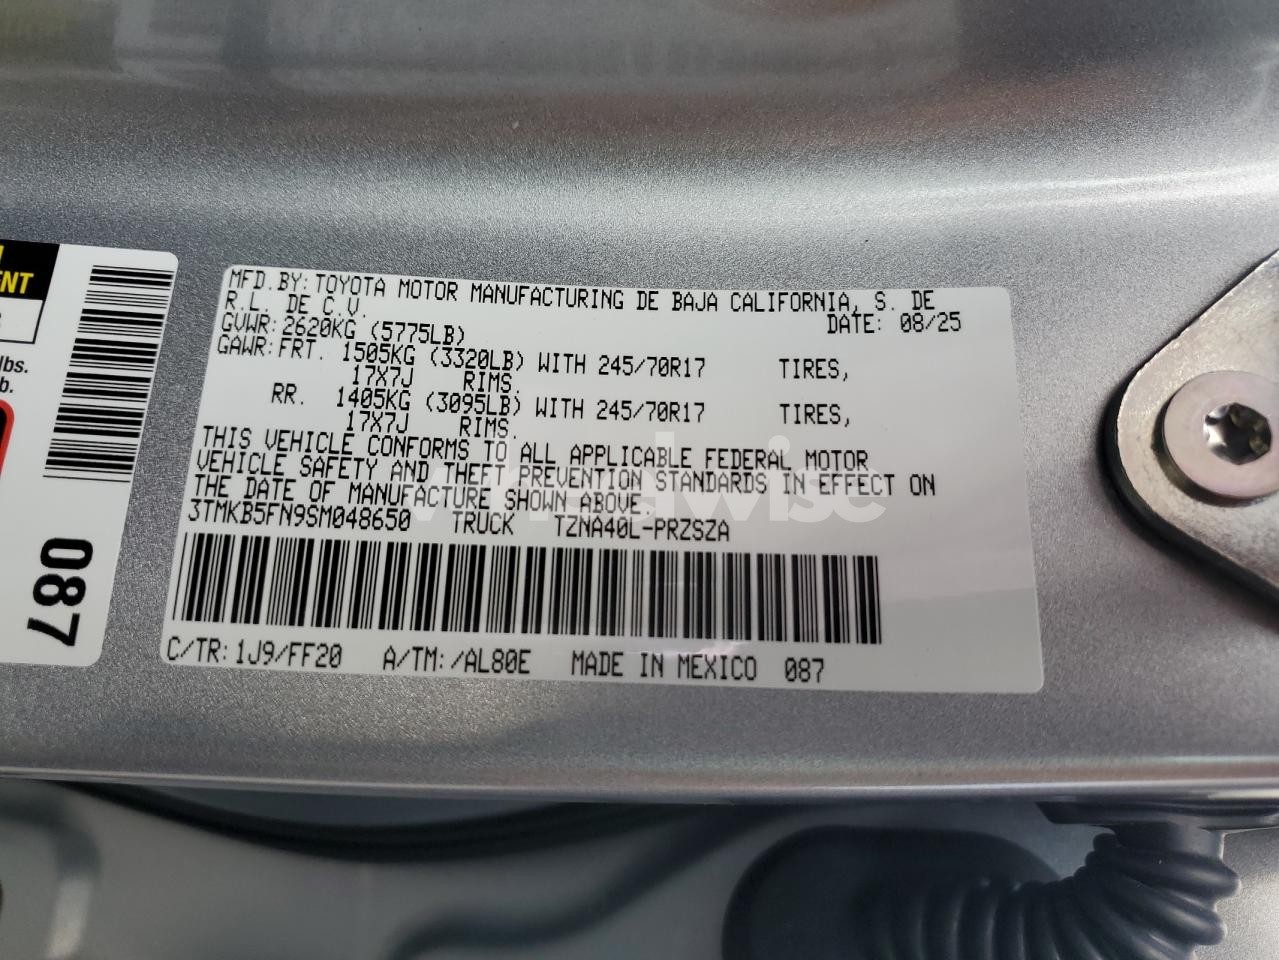 ENT
lbs.
b.
087
MFD.BY:TOYOTA MOTOR MANUFACTURING DE BAJA CALIFORNIA, S. DE
R.L. DE C.V. DATE: 08/25
GVWR:2620KG (5775LB)
GAWR:FRT. 1505KG (3320LB) WITH 245/70R17 TIRES,
17X7J RIMS.
RR. 1405KG (3095LB) WITH 245/70R17 TIRES,
17X7J RIMS.
THIS VEHICLE CONFORMS TO ALL APPLICABLE FEDERAL MOTOR
VEHICLE SAFETY AND THEFT PREVENTION STANDARDS IN EFFECT ON
THE DATE OF MANUFACTURE SHOWN ABOVE.
3TMKB5FN9SM048650 TRUCK TZNA40L-PRZSZA
C/TR:1J9/FF20 A/TM:/AL80E MADE IN MEXICO 087